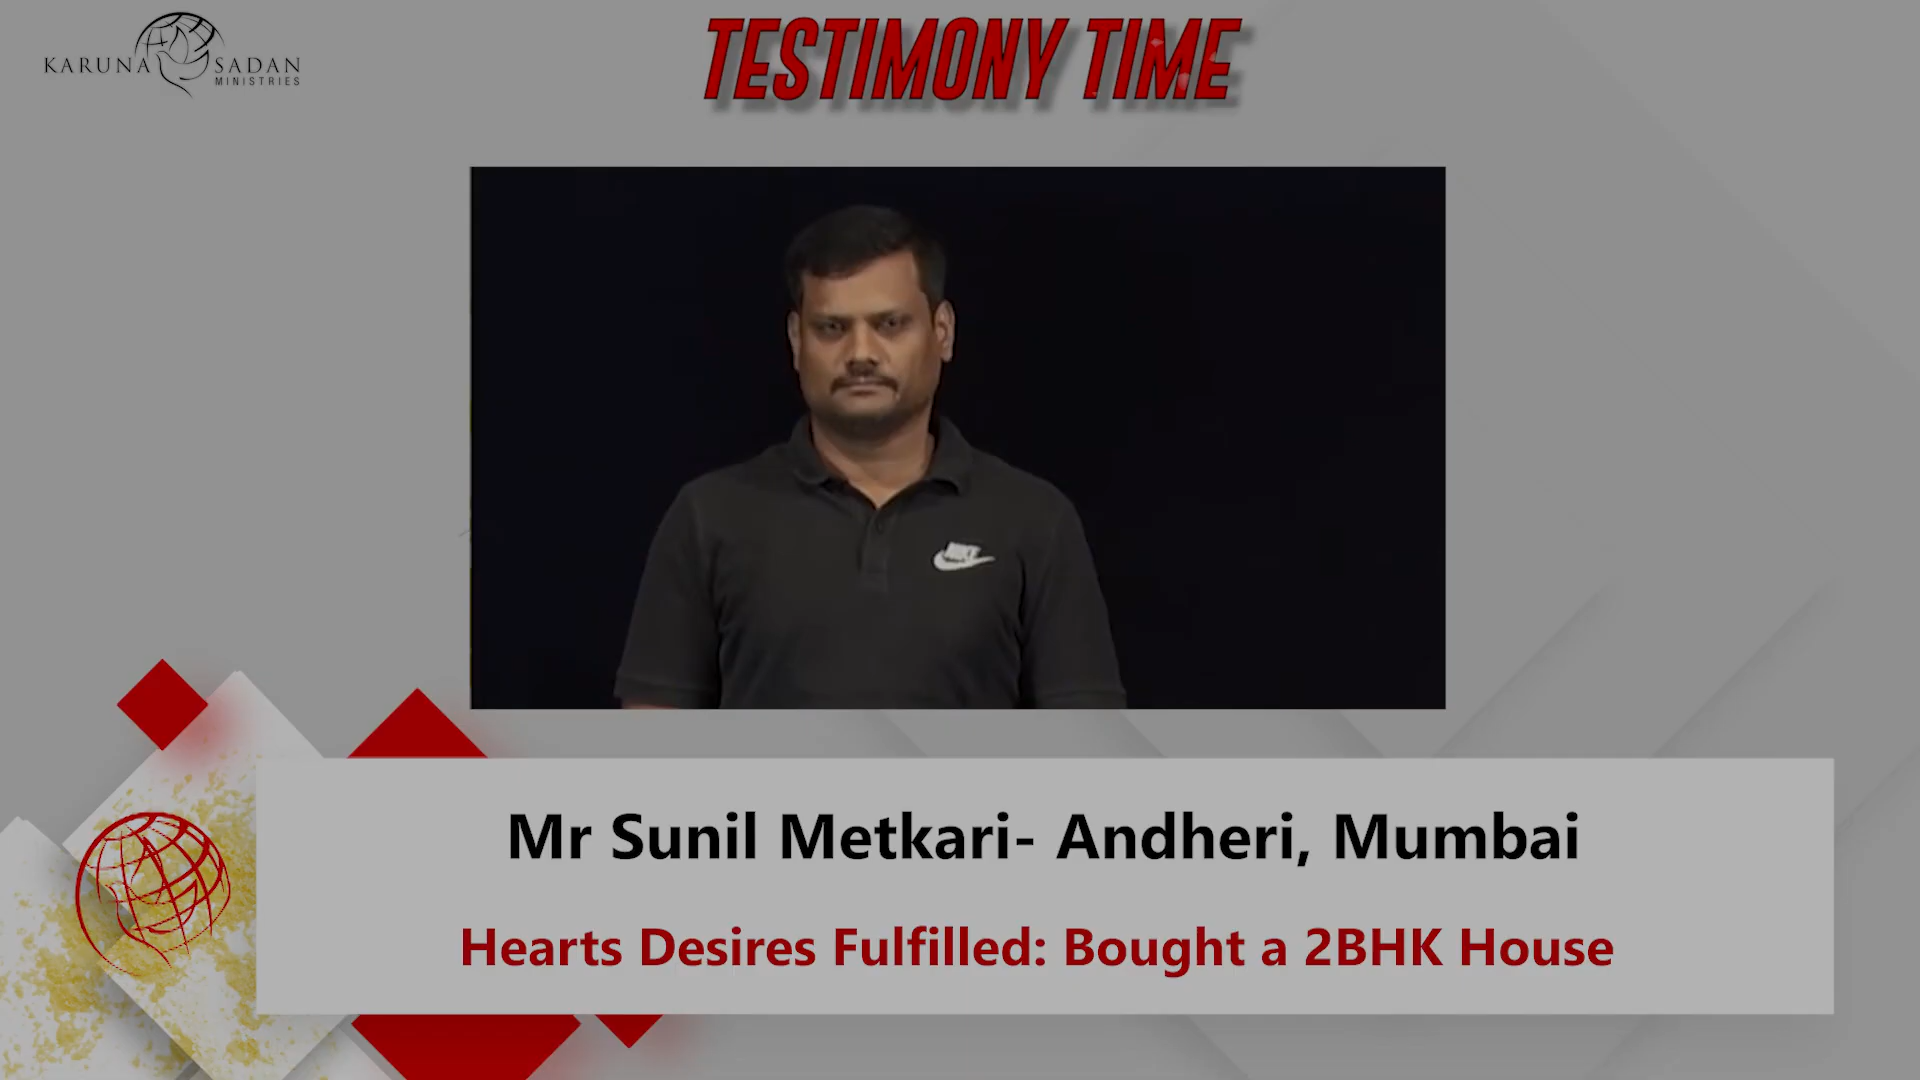 KARUNA SADAN
MINISTRIES
TESTIMONY TIME
Mr Sunil Metkari- Andheri, Mumbai
Hearts Desires Fulfilled: Bought a 2BHK House